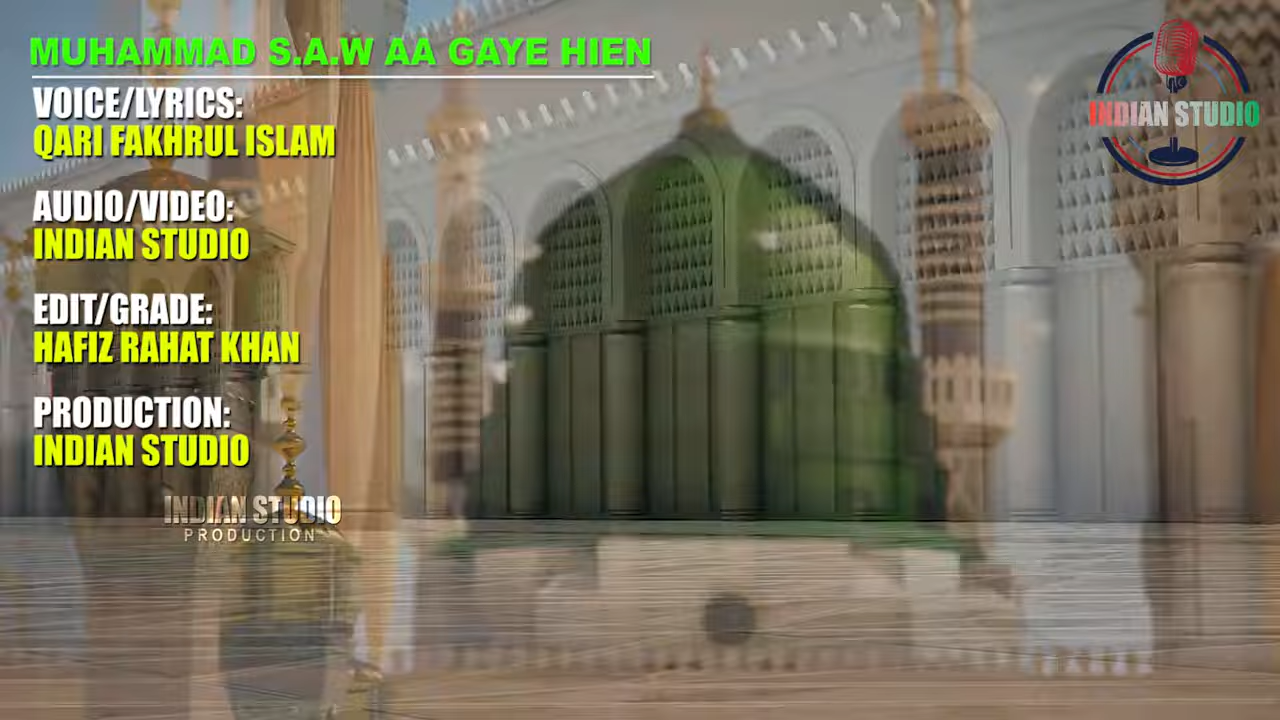 MUHAMMAD S.A.W AA GAYE HIEN
VOICE/LYRICS:
QARI FAKHRUL ISLAM
AUDIO/VIDEO:
INDIAN STUDIO
EDIT/GRADE:
HAFIZ RAHAT KHAN
PRODUCTION:
INDIAN STUDIO
INDIAN STUDIO
PRODUCTION
INDIAN STUDIO